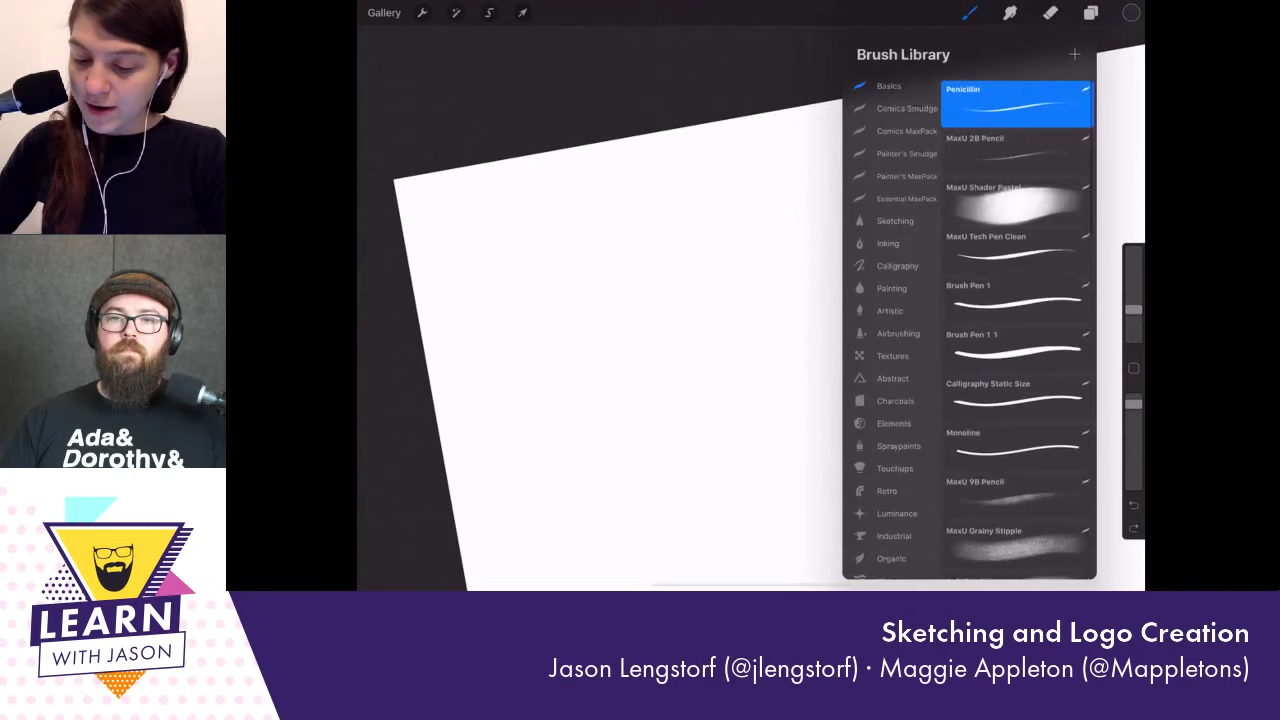 Gallery
Brush Library
Basics
Comics Smudge
Comics MaxPack
Painter's Smudge
Painter's MaxPack
Essential MaxPack
Sketching
Inking
Calligraphy
Painting
Artistic
Airbrushing
Textures
Abstract
Charcoals
Elements
Spraypaints
Touchups
Retro
Luminance
Industrial
Organic
Penicillin
MaxU 2B Pencil
MaxU Shader Pastel
MaxU Tech Pen Clean
Brush Pen 1
Brush Pen 1 1
Calligraphy Static Size
Monoline
MaxU 9B Pencil
MaxU Grainy Stipple
Ada&
Dorothy&
LEARN
WITH JASON
Sketching and Logo Creation
Jason Lengstorf (@jlengstorf) · Maggie Appleton (@Mappletons)